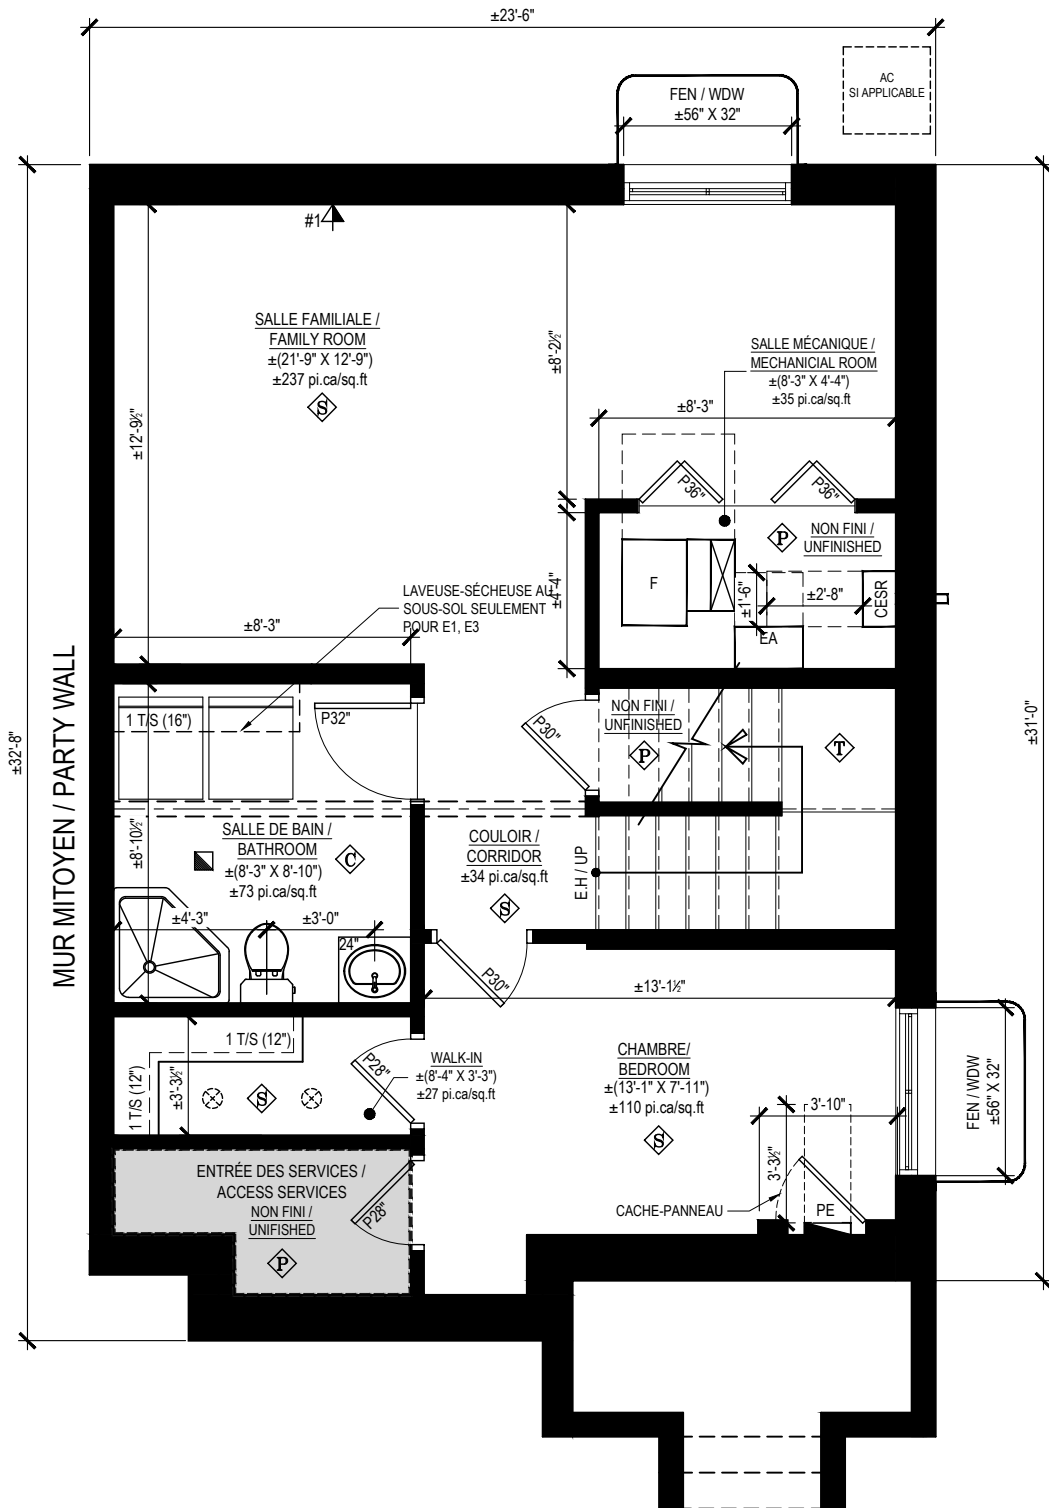 ±23'-6"
AC
SI APPLICABLE
FEN / WDW
±56" X 32"
#1
SALLE FAMILIALE /
FAMILY ROOM
±(21'-9" X 12'-9")
±237 pi.ca/sq.ft
S
±12'-9½"
±8'-2½"
SALLE MÉCANIQUE /
MECHANICIAL ROOM
±(8'-3" X 4'-4")
±35 pi.ca/sq.ft
±8'-3"
P36"
P36"
P
NON FINI /
UNFINISHED
F
±4'-4"
±1'-6"
±2'-8"
CESR
EA
LAVEUSE-SÉCHEUSE AU
SOUS-SOL SEULEMENT
POUR E1, E3
±8'-3"
MUR MITOYEN / PARTY WALL
±32'-8"
±31'-0"
1 T/S (16")
P32"
P30"
NON FINI /
UNFINISHED
P
T
±8'-10½"
SALLE DE BAIN /
BATHROOM
±(8'-3" X 8'-10")
±73 pi.ca/sq.ft
C
COULOIR /
CORRIDOR
±34 pi.ca/sq.ft
S
E.H / UP
±4'-3"
±3'-0"
24"
P30"
±13'-1½"
1 T/S (12")
1 T/S (12")
±3'-3½"
S
P28"
WALK-IN
±(8'-4" X 3'-3")
±27 pi.ca/sq.ft
CHAMBRE/
BEDROOM
±(13'-1" X 7'-11")
±110 pi.ca/sq.ft
S
FEN / WDW
±56" X 32"
3'-10"
3'-3½"
CACHE-PANNEAU
PE
ENTRÉE DES SERVICES /
ACCESS SERVICES
NON FINI /
UNIFISHED
P28"
P